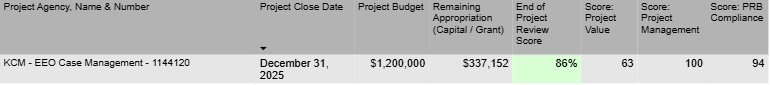 Project Agency, Name & Number
Project Close Date
Project Budget
Remaining
Appropriation
(Capital / Grant)
End of
Project
Review
Score
Score:
Project
Value
Score:
Project
Management
Score: PRB
Compliance
KCM - EEO Case Management - 1144120
December 31,
2025
$1,200,000
$337,152
86%
63
100
94